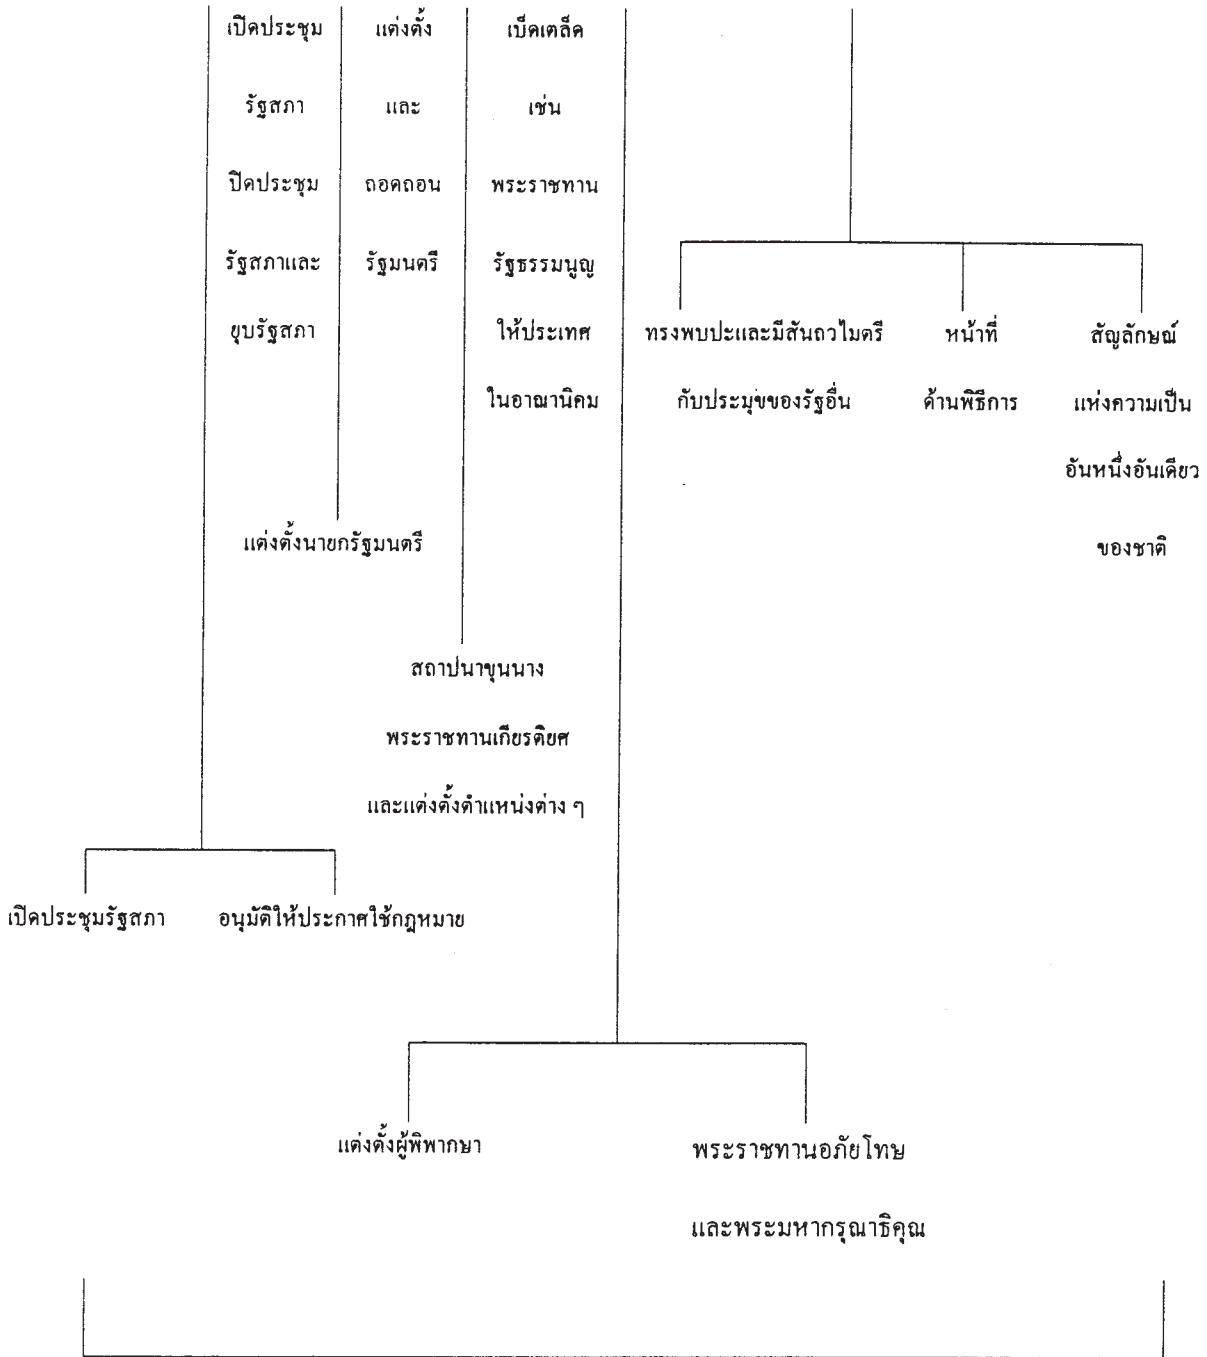 เปิดประชุม
รัฐสภา
ปิดประชุม
รัฐสภาและ
ยุบรัฐสภา
แต่งตั้ง
และ
ถอดถอน
รัฐมนตรี
เบ็ดเตล็ด
เช่น
พระราชทาน
รัฐธรรมนูญ
ให้ประเทศ
ในอาณานิคม
ทรงพบปะและมีสันถวไมตรี
กับประมุขของรัฐอื่น
หน้าที่
ด้านพิธีการ
สัญลักษณ์
แห่งความเป็น
อันหนึ่งอันเดียว
ของชาติ
แต่งตั้งนายกรัฐมนตรี
สถาปนาขุนนาง
พระราชทานเกียรติยศ
และแต่งตั้งตำแหน่งต่าง ๆ
เปิดประชุมรัฐสภา
อนุมัติให้ประกาศใช้กฎหมาย
แต่งตั้งผู้พิพากษา
พระราชทานอภัยโทษ
และพระมหากรุณาธิคุณ